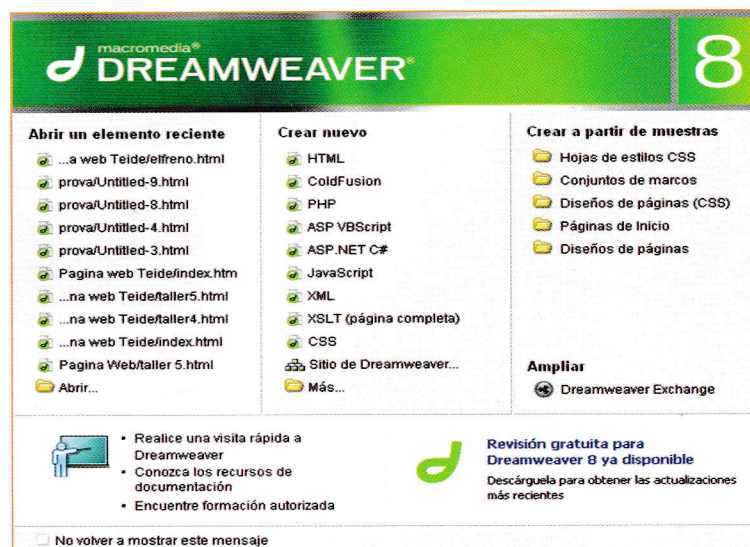 macromedia®
DREAMWEAVER®
8
Abrir un elemento reciente
...a web Teide/elfreno.html
prova/Untitled-9.html
prova/Untitled-8.html
prova/Untitled-4.html
prova/Untitled-3.html
Pagina web Teide/index.htm
...na web Teide/taller5.html
...na web Teide/taller4.html
...na web Teide/index.html
Pagina Web/taller 5.html
Abrir...
Crear nuevo
HTML
ColdFusion
PHP
ASP VBScript
ASP.NET C#
JavaScript
XML
XSLT (página completa)
CSS
Sitio de Dreamweaver...
Más...
Crear a partir de muestras
Hojas de estilos CSS
Conjuntos de marcos
Diseños de páginas (CSS)
Páginas de Inicio
Diseños de páginas
Ampliar
Dreamweaver Exchange
• Realice una visita rápida a
Dreamweaver
• Conozca los recursos de
documentación
• Encuentre formación autorizada
Revisión gratuita para
Dreamweaver 8 ya disponible
Descárguela para obtener las actualizaciones
más recientes
No volver a mostrar este mensaje